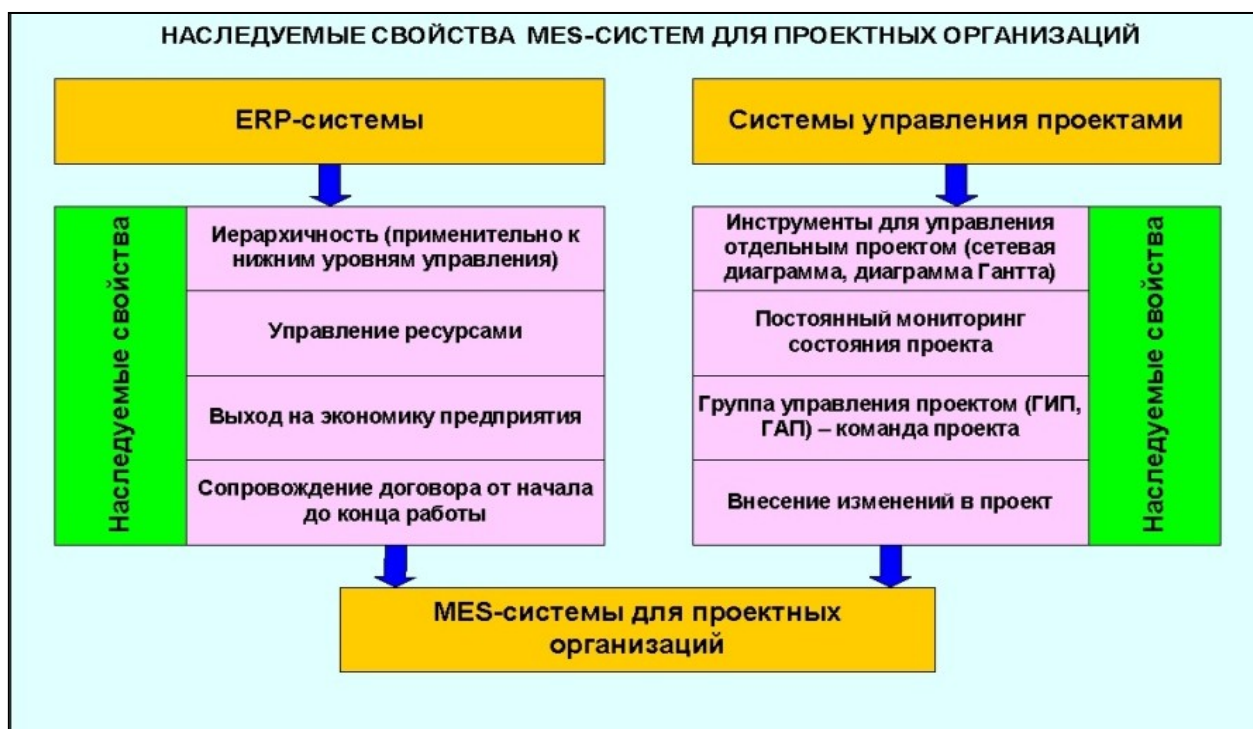 НАСЛЕДУЕМЫЕ СВОЙСТВА MES-СИСТЕМ ДЛЯ ПРОЕКТНЫХ ОРГАНИЗАЦИЙ
ERP-системы
Наследуемые свойства
Иерархичность (применительно к
нижним уровням управления)
Управление ресурсами
Выход на экономику предприятия
Сопровождение договора от начала
до конца работы
Системы управления проектами
Инструменты для управления
отдельным проектом (сетевая
диаграмма, диаграмма Гантта)
Постоянный мониторинг
состояния проекта
Группа управления проектом (ГИП,
ГАП) – команда проекта
Внесение изменений в проект
Наследуемые свойства
MES-системы для проектных
организаций